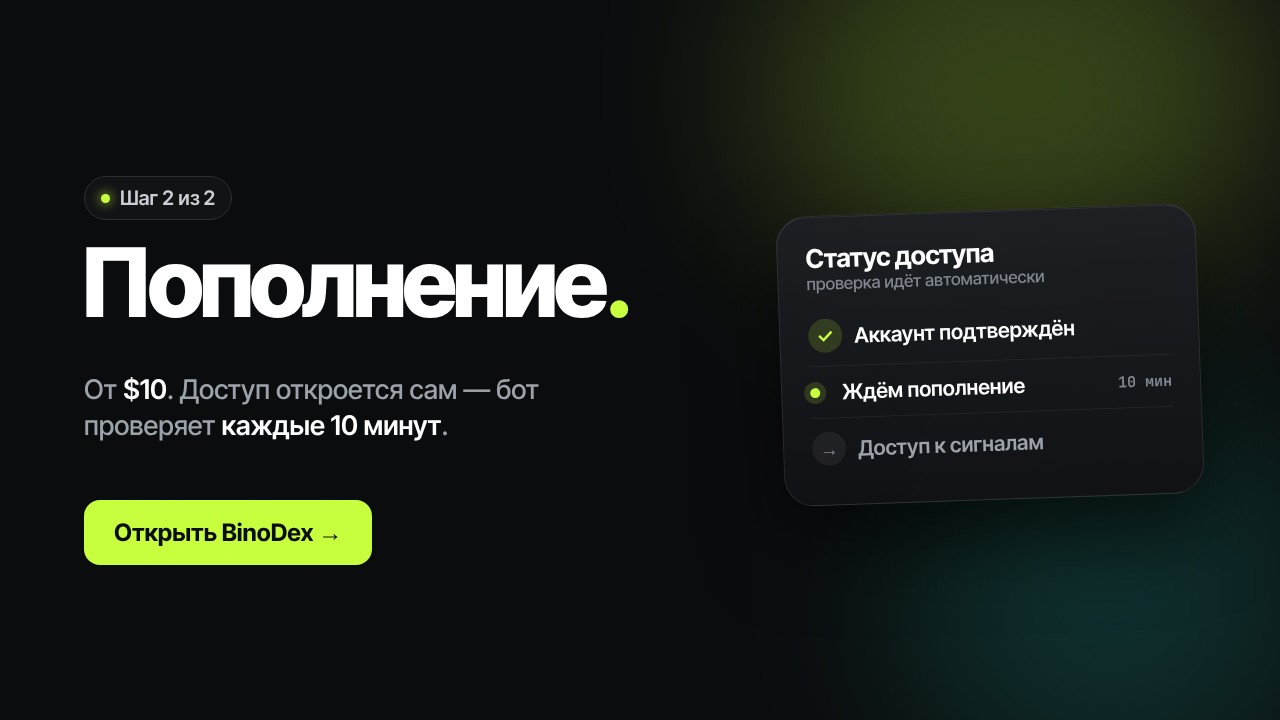 Шаг 2 из 2
Пополнение.
От $10. Доступ откроется сам — бот
проверяет каждые 10 минут.
Открыть BinoDex →
Статус доступа
проверка идёт автоматически
Аккаунт подтверждён
Ждём пополнение 10 мин
→ Доступ к сигналам